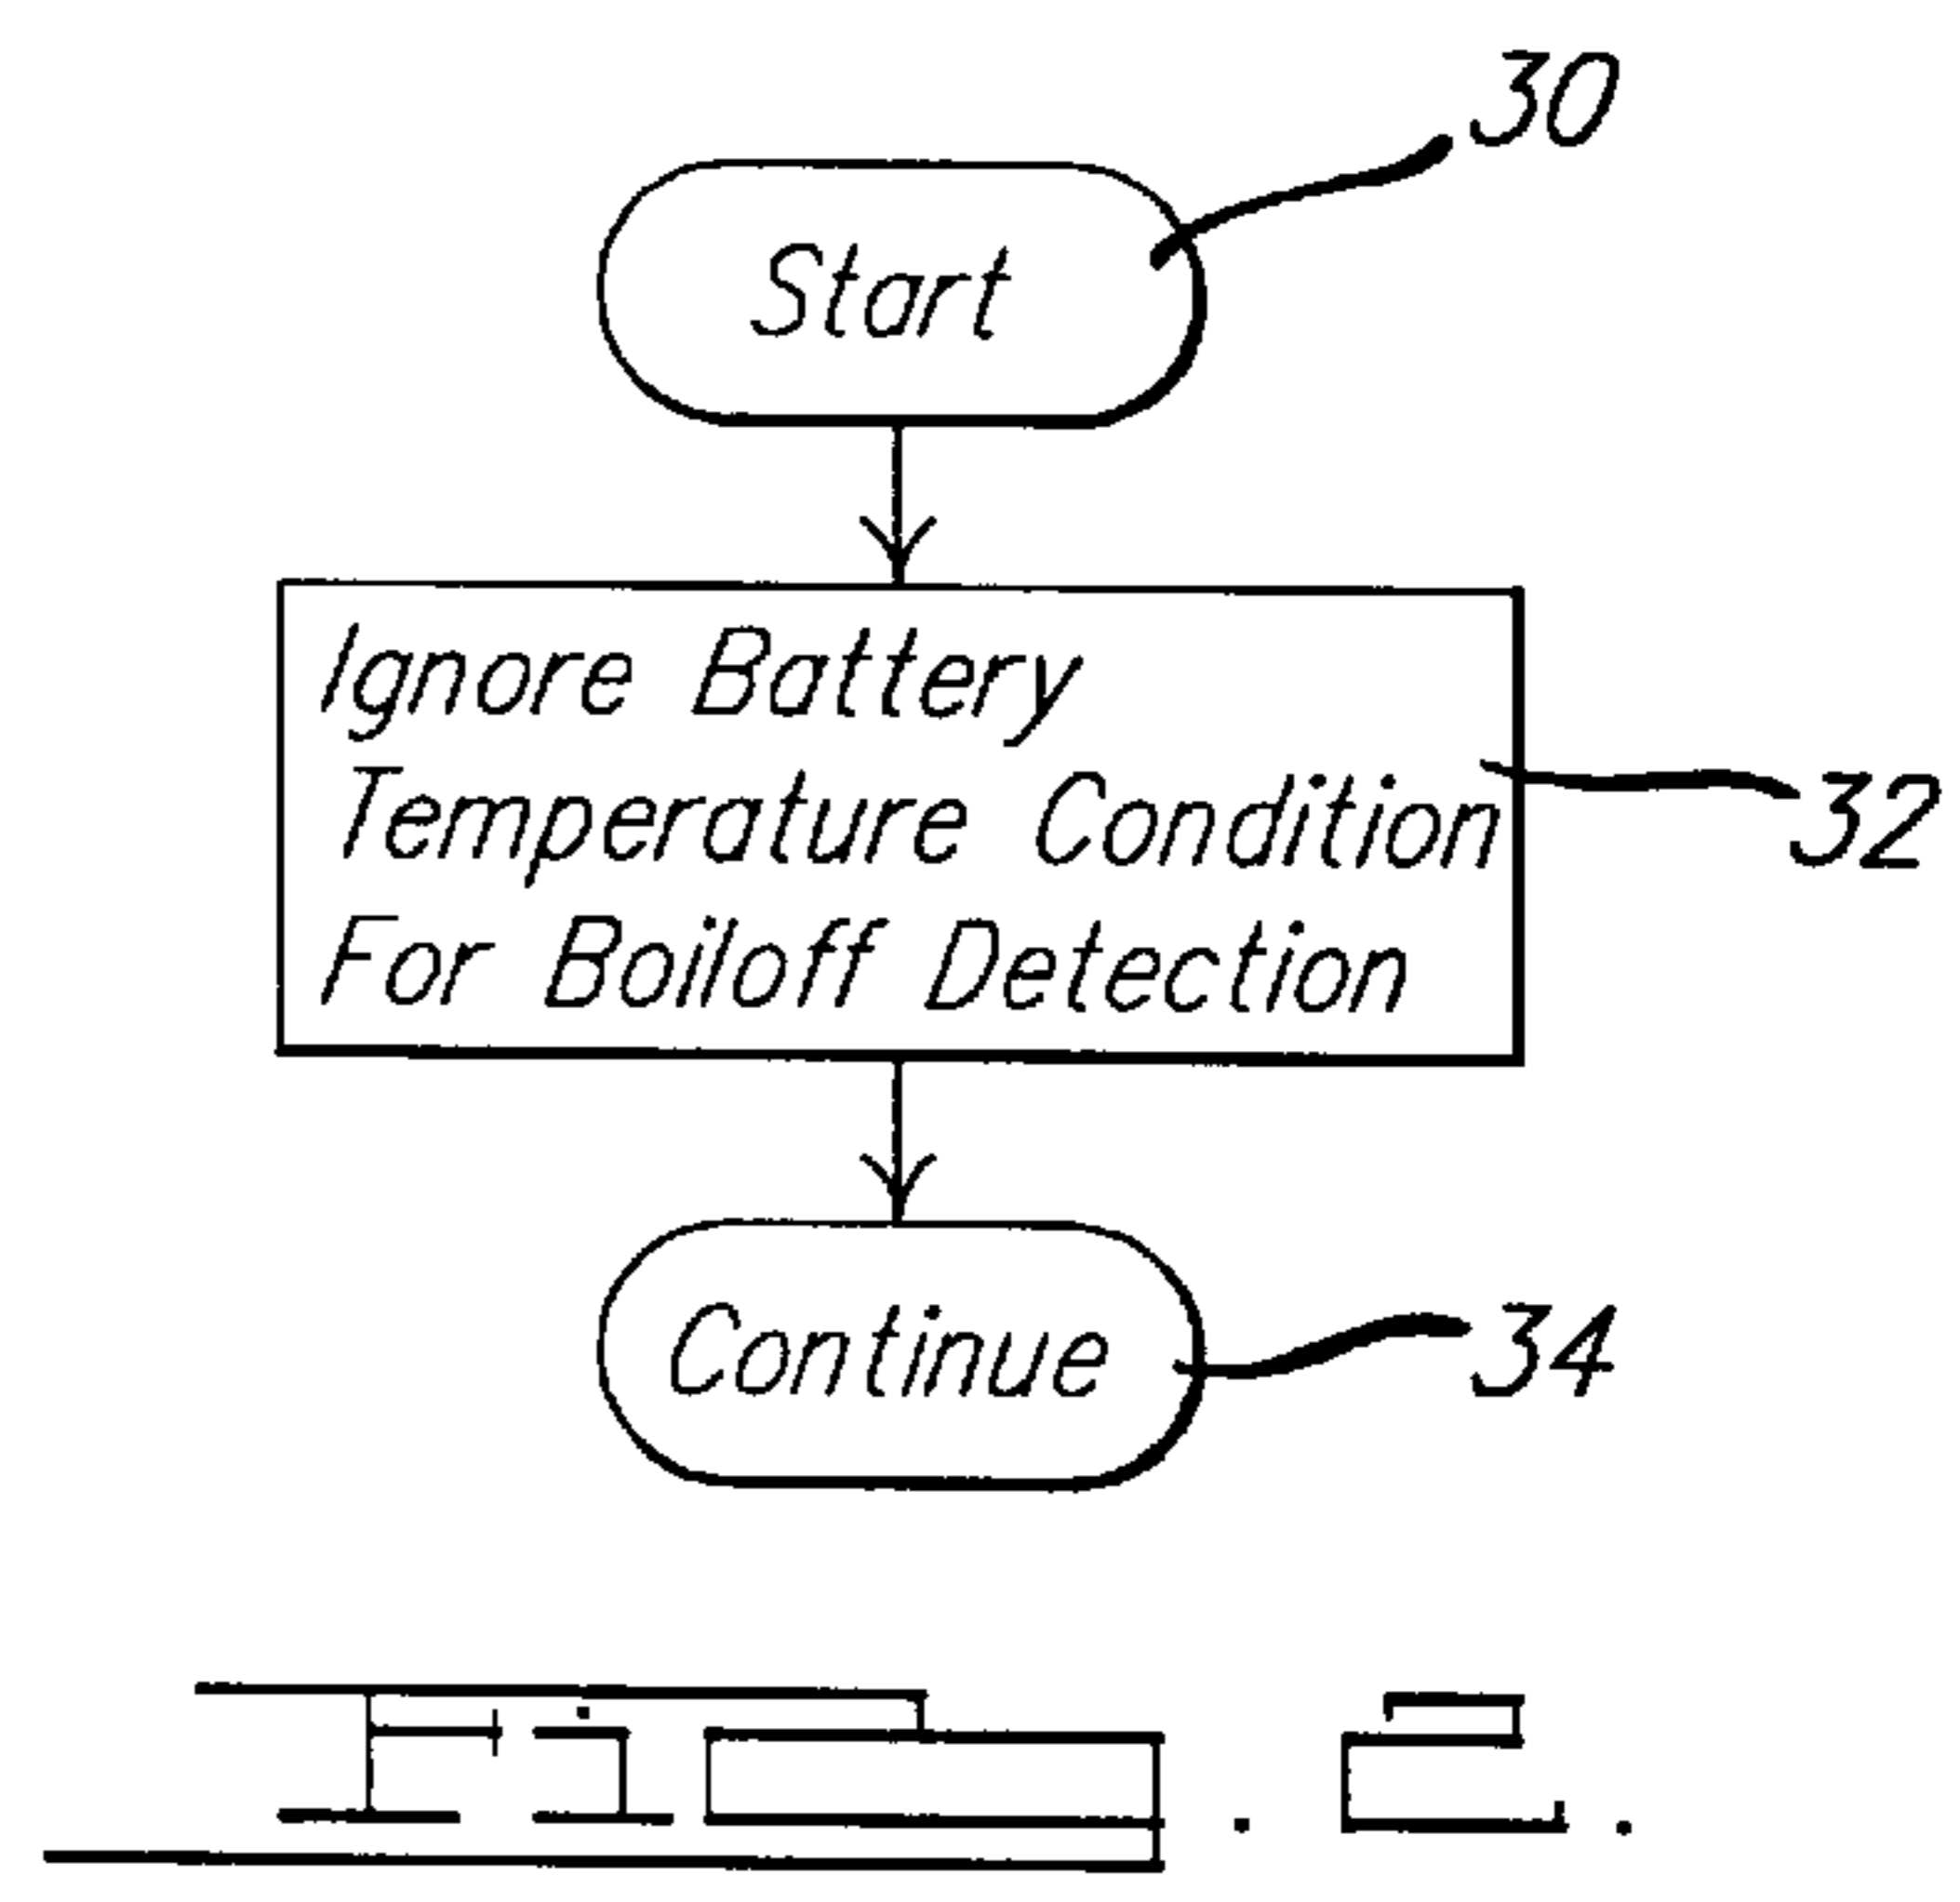 30
Start
Ignore Battery
Temperature Condition
For Boiloff Detection
32
Continue
34
Fig. 2.